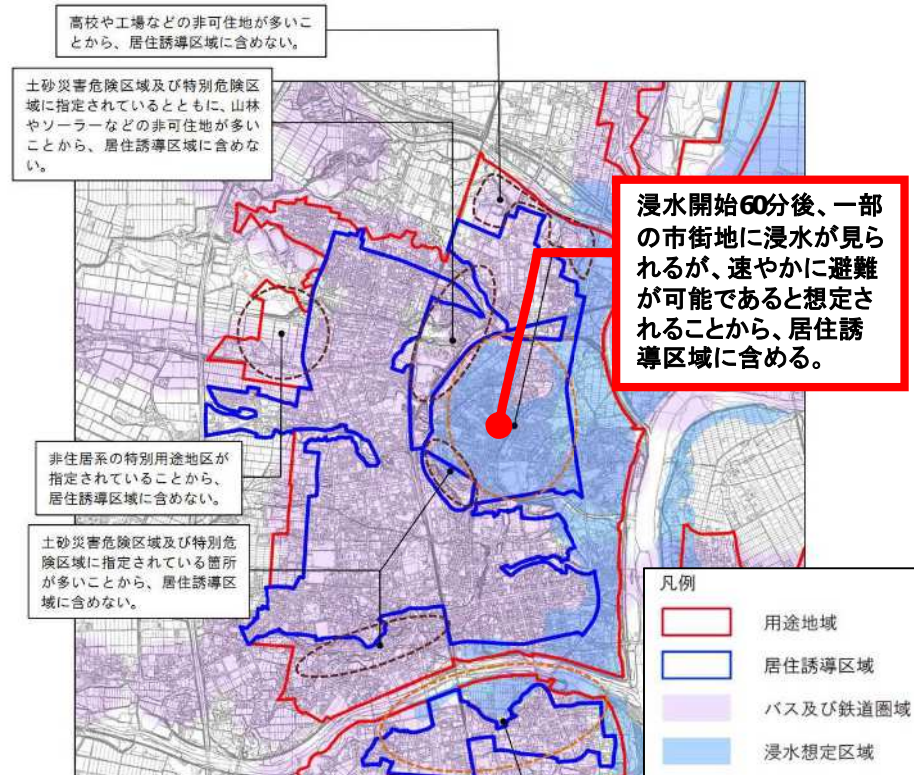 高校や工場などの非可住地が多いこ
とから、居住誘導区域に含めない。
土砂災害危険区域及び特別危険区
域に指定されているとともに、山林
やソーラーなどの非可住地が多い
ことから、居住誘導区域に含めな
い。
浸水開始60分後、一部
の市街地に浸水が見ら
れるが、速やかに避難
が可能であると想定さ
れることから、居住誘
導区域に含める。
非住居系の特別用途地区が
指定されていることから、
居住誘導区域に含めない。
土砂災害危険区域及び特別危
険区域に指定されている箇所
が多いことから、居住誘導区
域に含めない。
凡例
用途地域
居住誘導区域
バス及び鉄道圏域
浸水想定区域